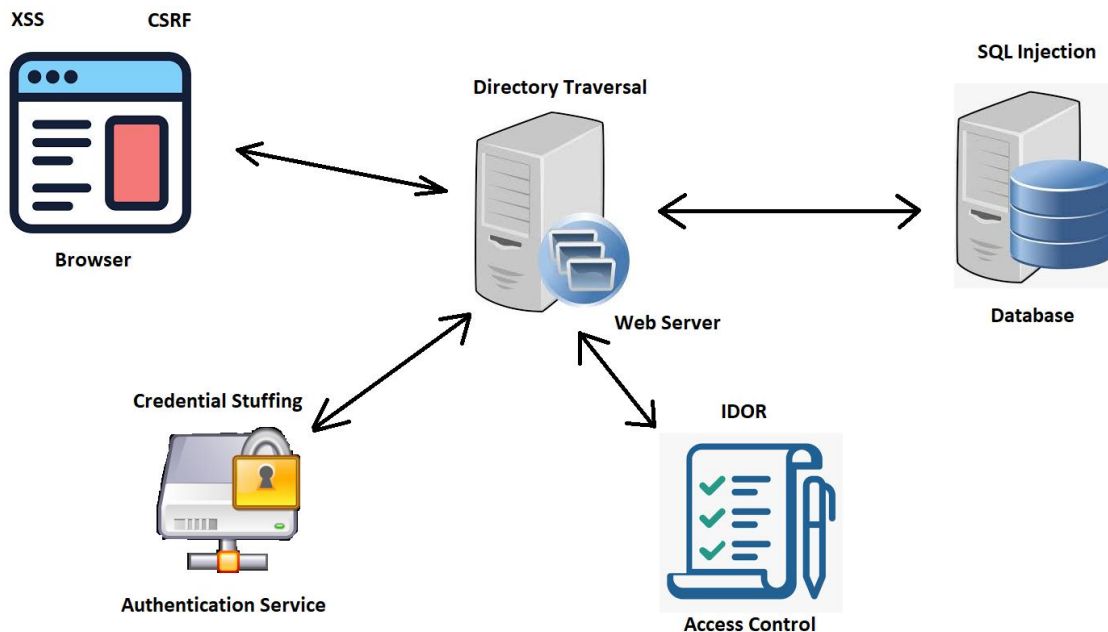 XSS CSRF
SQL Injection
Directory Traversal
Browser
Web Server
Database
Credential Stuffing
IDOR
Authentication Service
Access Control